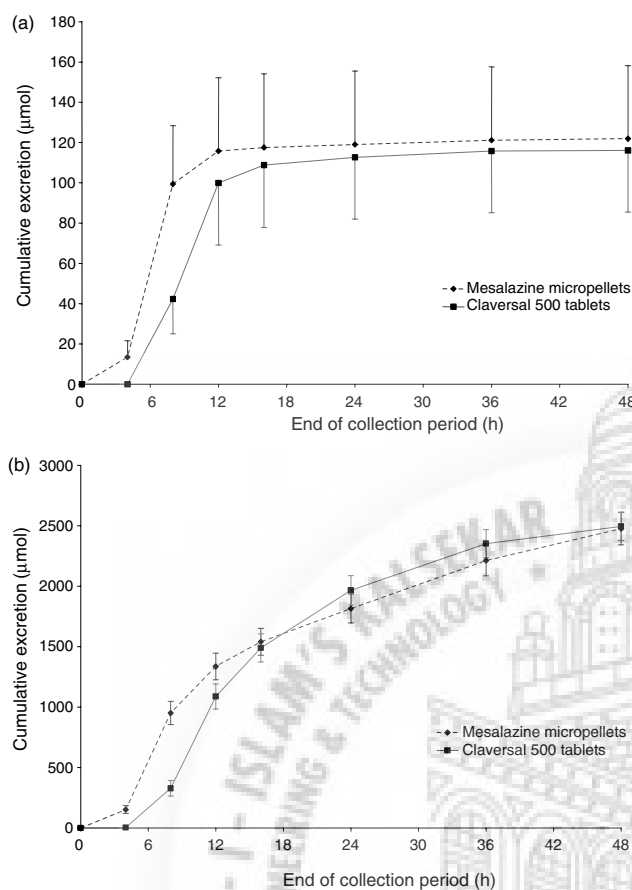 (a)
180
160
140
120
100
80
60
40
20
0
Cumulative excretion (μmol)
Mesalazine micropellets
Claversal 500 tablets
0 6 12 18 24 30 36 42 48
End of collection period (h)
(b)
3000
2500
2000
1500
1000
500
0
Cumulative excretion (μmol)
Mesalazine micropellets
Claversal 500 tablets
0 6 12 18 24 30 36 42 48
End of collection period (h)
- I - ISLAM'S KALSEKAR
& TECHNOLOGY